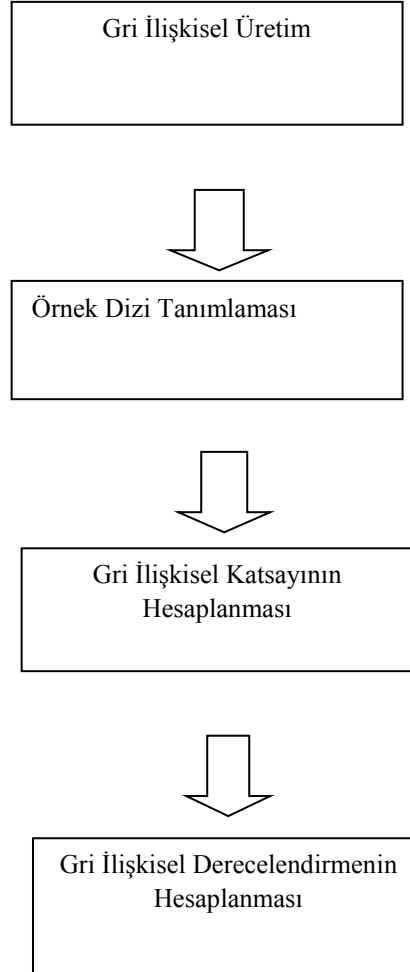 Gri İlişkisel Üretim
Örnek Dizi Tanımlaması
Gri İlişkisel Katsayının
Hesaplanması
Gri İlişkisel Derecelendirmenin
Hesaplanması